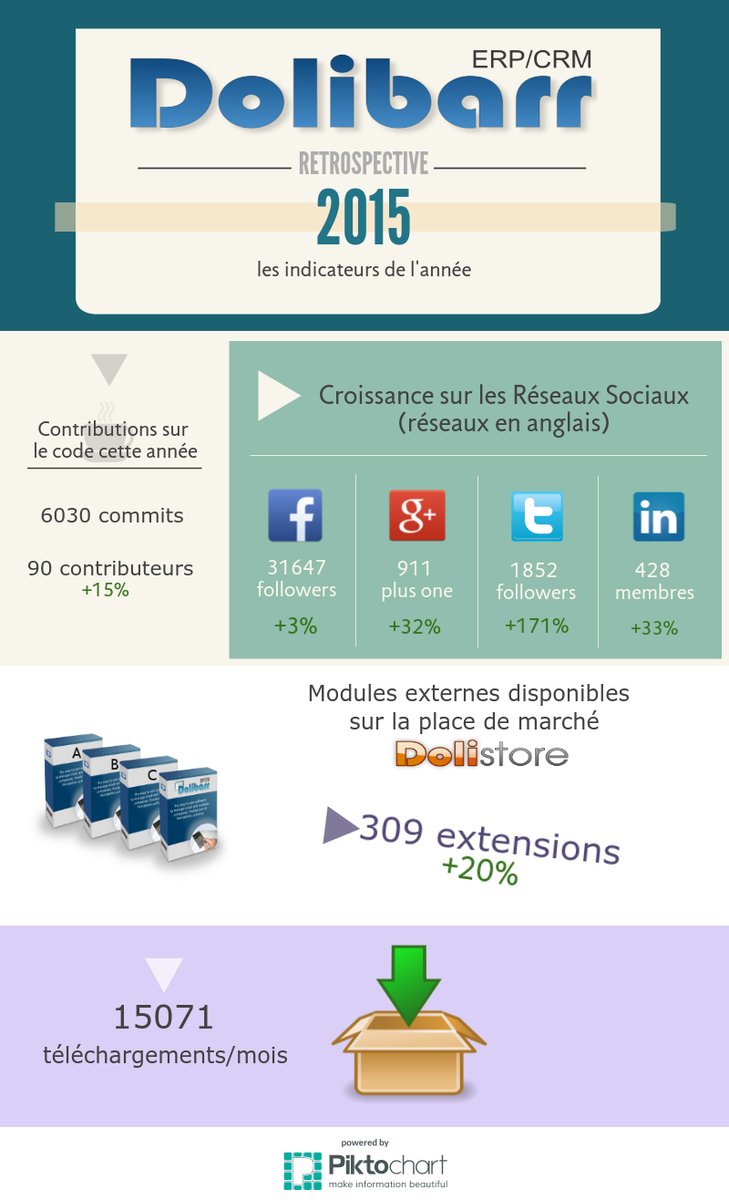 ERP/CRM
Dolibarr
RETROSPECTIVE
2015
les indicateurs de l'année
Contributions sur
le code cette année
6030 commits
90 contributeurs
+15%
Croissance sur les Réseaux Sociaux
(réseaux en anglais)
31647
followers
+3%
911
plus one
+32%
1852
followers
+171%
428
membres
+33%
Modules externes disponibles
sur la place de marché
Dolistore
A
B
C
Dolibarr
309 extensions
+20%
15071
téléchargements/mois
powered by
Piktochart
make information beautiful